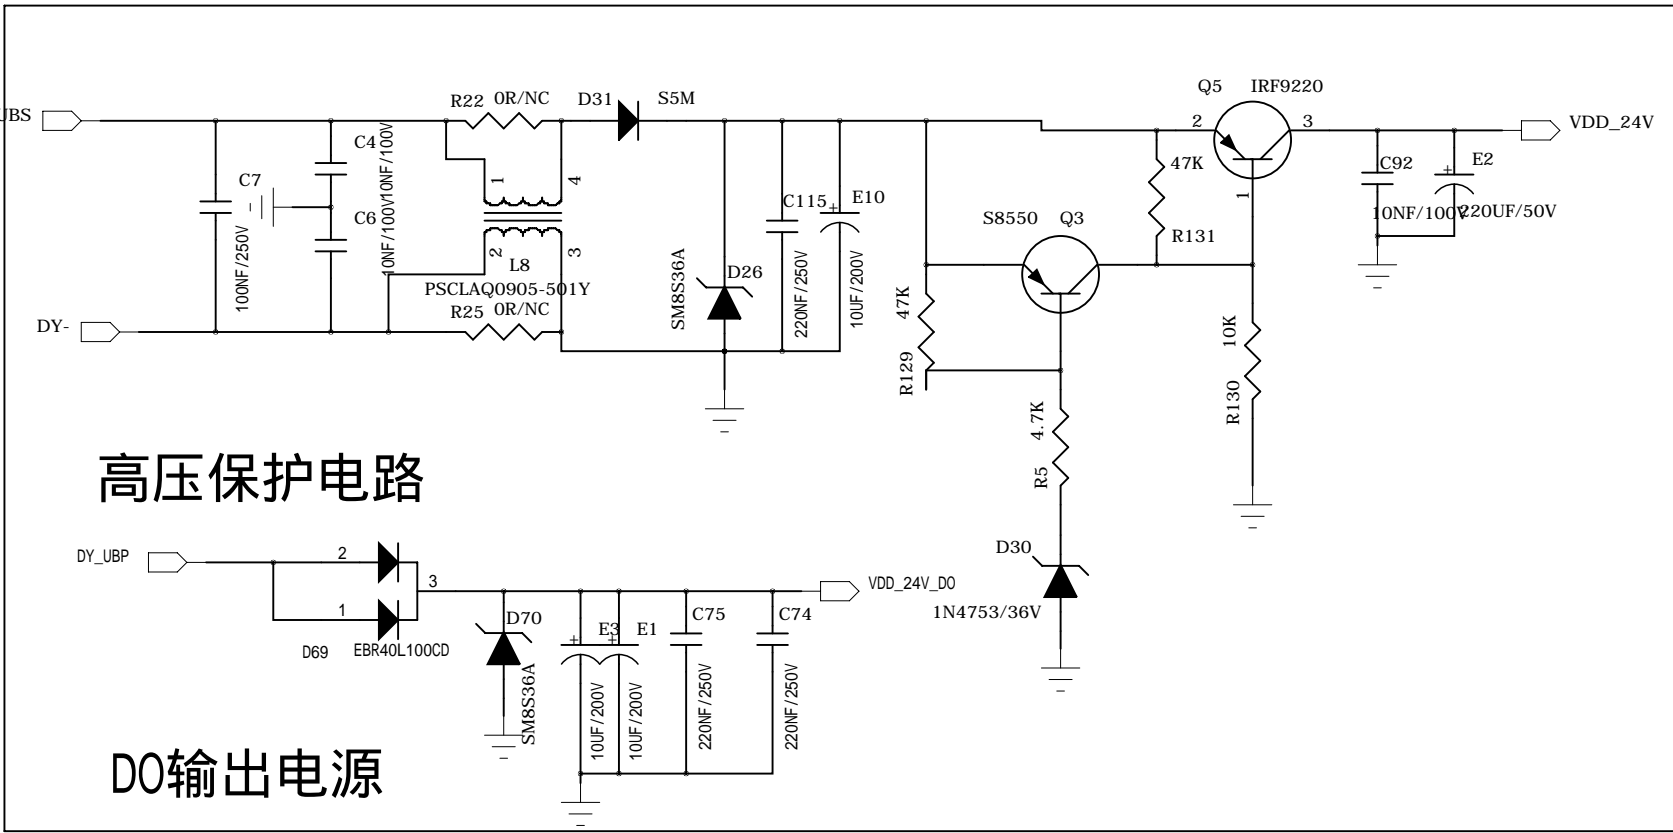 UBS
R22 0R/NC
D31
S5M
Q5
IRF9220
2
3
VDD_24V
C4
10NF/100V
C7
100NF/250V
C6
10NF/100V
1
4
2
3
L8
PSCLAQ0905-501Y
R25 0R/NC
DY-
D26
SM8S36A
C115
220NF/250V
E10
+
10UF/200V
S8550
Q3
47K
R131
1
C92
10NF/100V
E2
+
220UF/50V
47K
R129
4.7K
R5
10K
R130
D30
1N4753/36V
高压保护电路
DY_UBP
2
1
3
D69
EBR40L100CD
D70
SM8S36A
E3
+
10UF/200V
E1
+
10UF/200V
C75
220NF/250V
C74
220NF/250V
VDD_24V_DO
DO输出电源